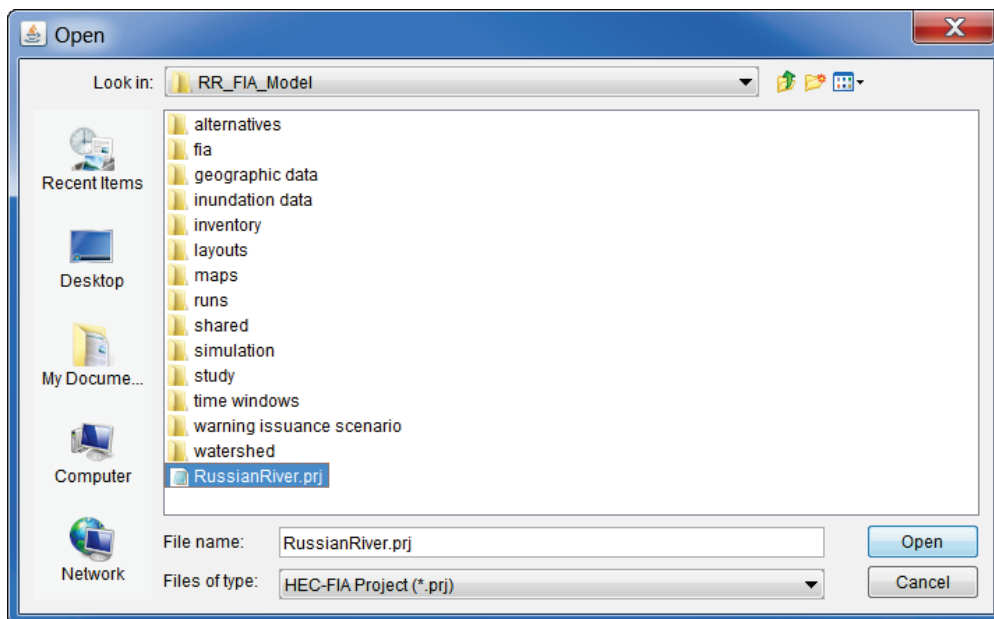 Open
Look in:
RR_FIA_Model
Recent Items
Desktop
My Docume...
Computer
Network
alternatives
fia
geographic data
inundation data
inventory
layouts
maps
runs
shared
simulation
study
time windows
warning issuance scenario
watershed
RussianRiver.prj
File name:
RussianRiver.prj
Open
Files of type:
HEC-FIA Project (*.prj)
Cancel